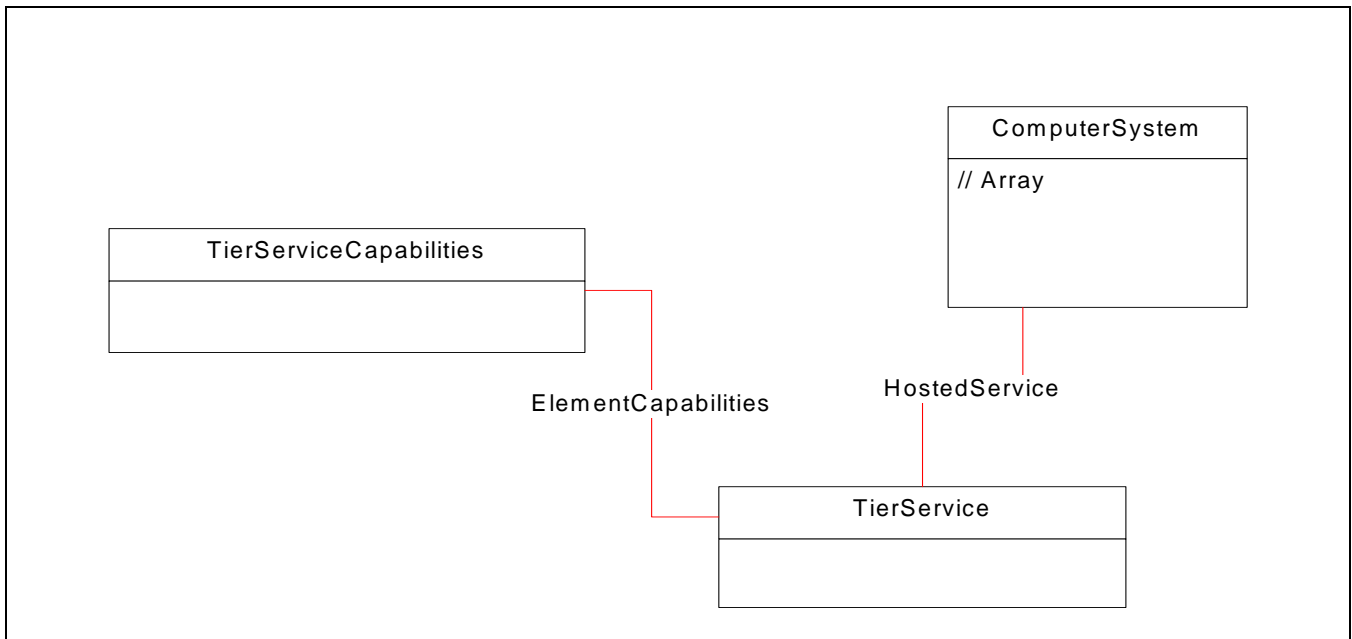 ComputerSystem
// Array
TierServiceCapabilities
HostedService
ElementCapabilities
TierService